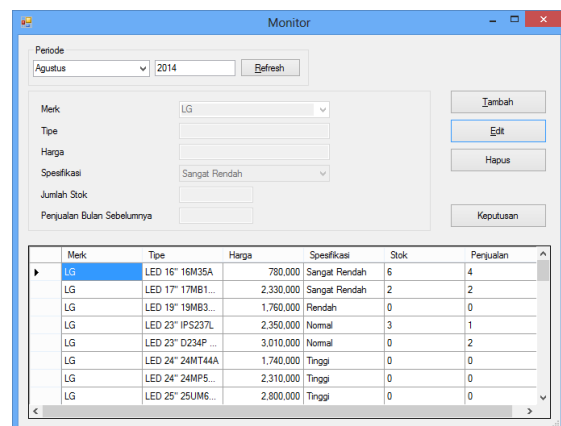 Monitor
Periode
Agustus 2014 Refresh
Merk LG
Tipe
Harga
Spesifikasi Sangat Rendah
Jumlah Stok
Penjualan Bulan Sebelumnya
Tambah
Edit
Hapus
Keputusan
Merk Tipe Harga Spesifikasi Stok Penjualan
LG LED 16" 16M35A 780,000 Sangat Rendah 6 4
LG LED 17" 17MB1... 2,330,000 Sangat Rendah 2 2
LG LED 19" 19MB3... 1,760,000 Rendah 0 0
LG LED 23" IPS237L 2,350,000 Normal 3 1
LG LED 23" D234P ... 3,010,000 Normal 0 2
LG LED 24" 24MT44A 1,740,000 Tinggi 0 0
LG LED 24" 24MP5... 2,310,000 Tinggi 0 0
LG LED 25" 25UM6... 2,800,000 Tinggi 0 0